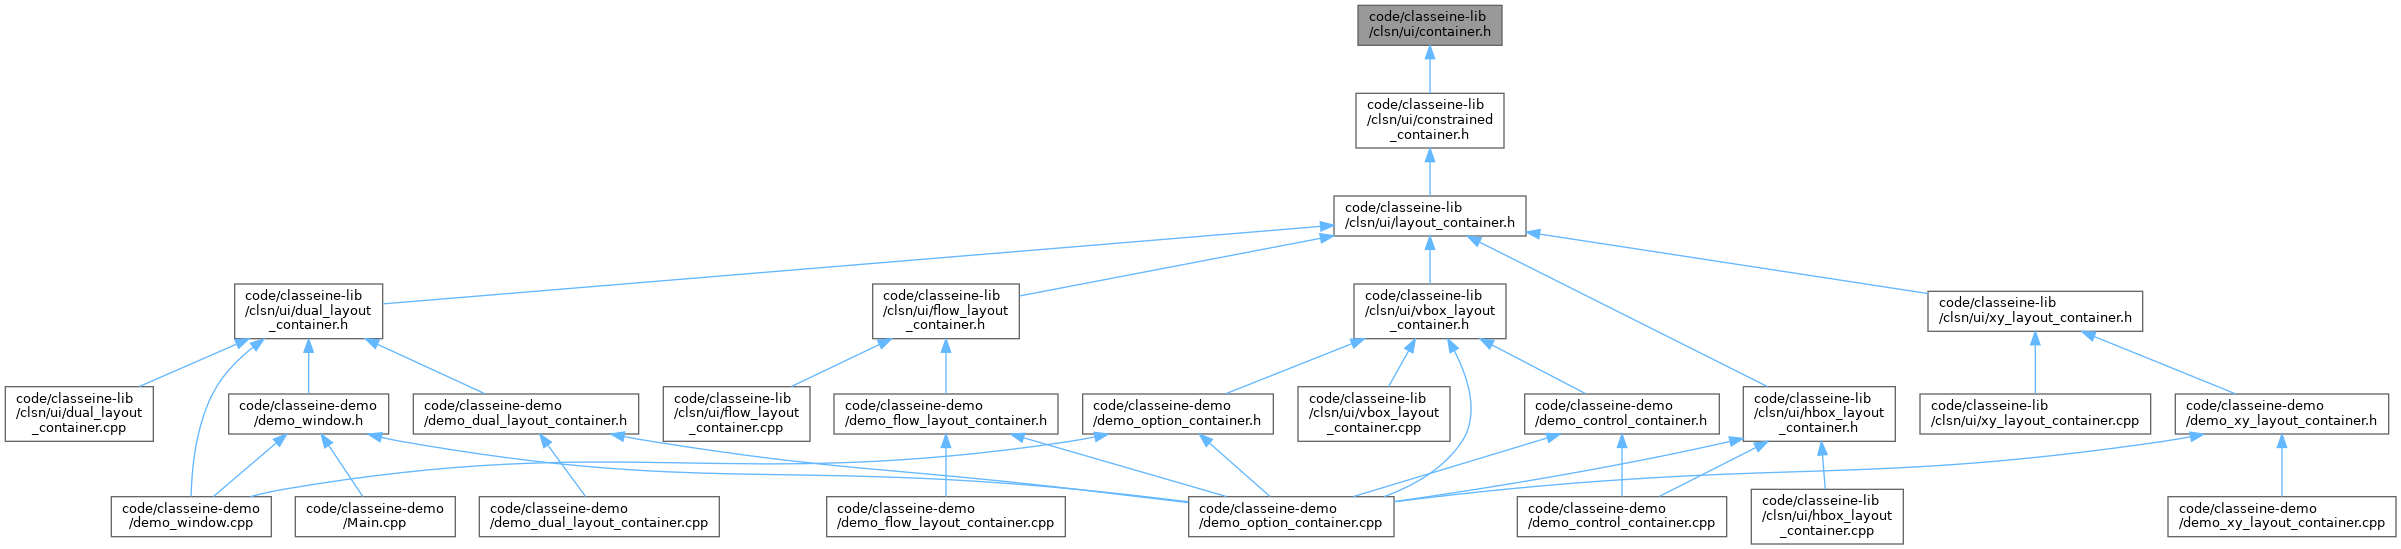 code/classeine-lib
/clsn/ui/container.h
code/classeine-lib
/clsn/ui/constrained
_container.h
code/classeine-lib
/clsn/ui/layout_container.h
code/classeine-lib
/clsn/ui/dual_layout
_container.h
code/classeine-lib
/clsn/ui/flow_layout
_container.h
code/classeine-lib
/clsn/ui/vbox_layout
_container.h
code/classeine-lib
/clsn/ui/xy_layout_container.h
code/classeine-lib
/clsn/ui/dual_layout
_container.cpp
code/classeine-demo
/demo_window.h
code/classeine-demo
/demo_dual_layout_container.h
code/classeine-lib
/clsn/ui/flow_layout
_container.cpp
code/classeine-demo
/demo_flow_layout_container.h
code/classeine-demo
/demo_option_container.h
code/classeine-lib
/clsn/ui/vbox_layout
_container.cpp
code/classeine-demo
/demo_control_container.h
code/classeine-lib
/clsn/ui/hbox_layout
_container.h
code/classeine-lib
/clsn/ui/xy_layout_container.cpp
code/classeine-demo
/demo_xy_layout_container.h
code/classeine-demo
/demo_window.cpp
code/classeine-demo
/Main.cpp
code/classeine-demo
/demo_dual_layout_container.cpp
code/classeine-demo
/demo_flow_layout_container.cpp
code/classeine-demo
/demo_option_container.cpp
code/classeine-demo
/demo_control_container.cpp
code/classeine-lib
/clsn/ui/hbox_layout
_container.cpp
code/classeine-demo
/demo_xy_layout_container.cpp